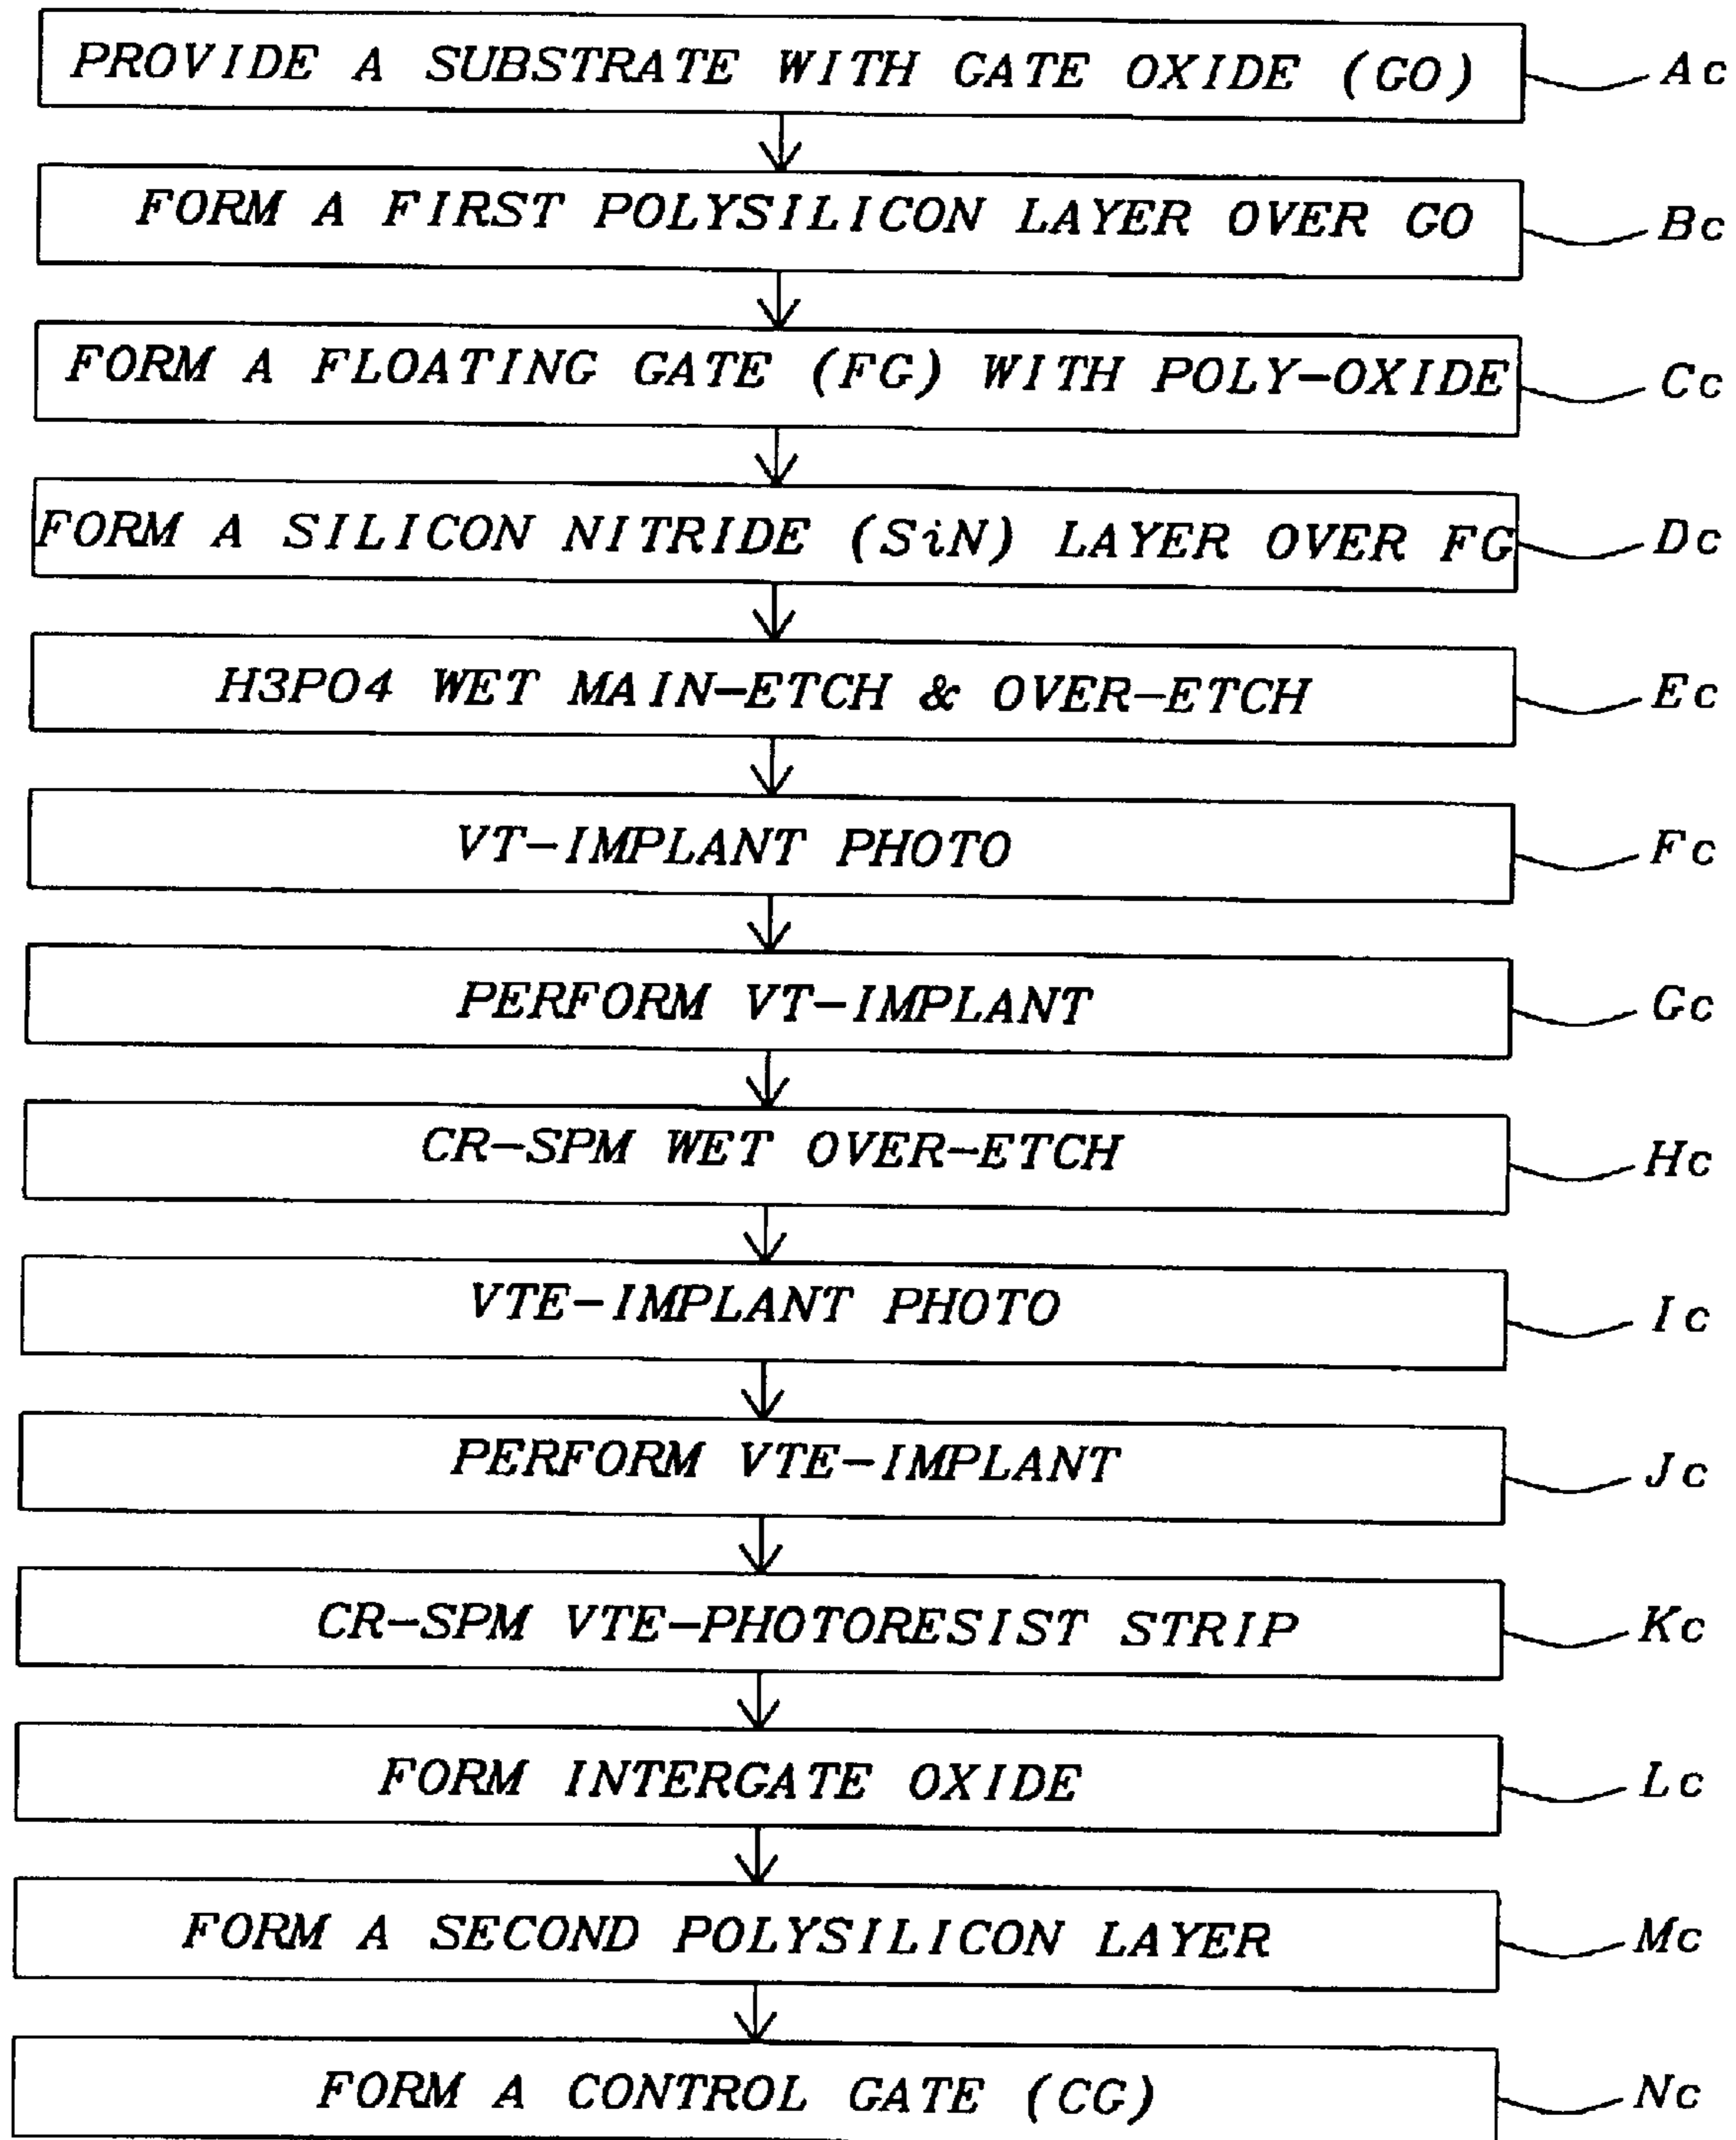 PROVIDE A SUBSTRATE WITH GATE OXIDE (GO) Ac
FORM A FIRST POLYSILICON LAYER OVER GO Bc
FORM A FLOATING GATE (FG) WITH POLY-OXIDE Cc
FORM A SILICON NITRIDE (SiN) LAYER OVER FG Dc
H3PO4 WET MAIN-ETCH & OVER-ETCH Ec
VT-IMPLANT PHOTO Fc
PERFORM VT-IMPLANT Gc
CR-SPM WET OVER-ETCH Hc
VTE-IMPLANT PHOTO Ic
PERFORM VTE-IMPLANT Jc
CR-SPM VTE-PHOTORESIST STRIP Kc
FORM INTERGATE OXIDE Lc
FORM A SECOND POLYSILICON LAYER Mc
FORM A CONTROL GATE (CG) Nc